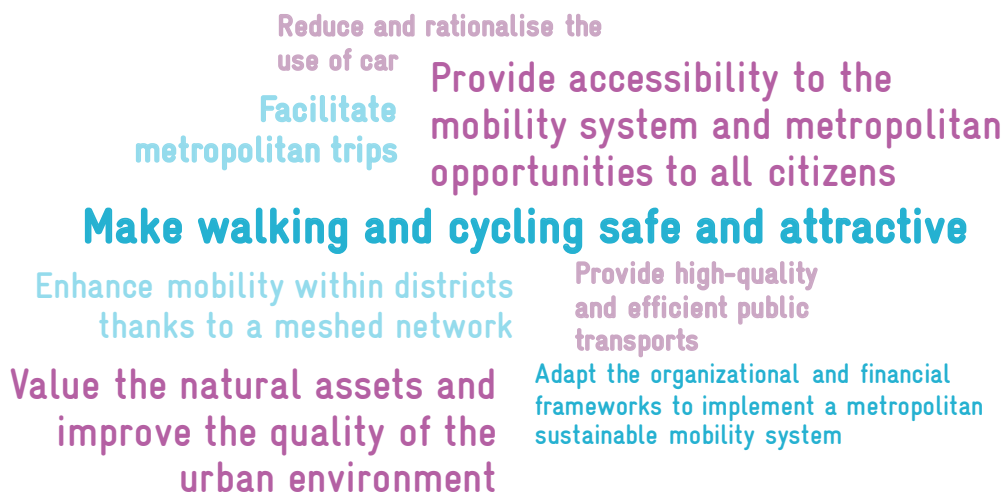 Reduce and rationalise the
use of car
Facilitate
metropolitan trips
Provide accessibility to the
mobility system and metropolitan
opportunities to all citizens
Make walking and cycling safe and attractive
Enhance mobility within districts
thanks to a meshed network
Provide high-quality
and efficient public
transports
Value the natural assets and
improve the quality of the
urban environment
Adapt the organizational and financial
frameworks to implement a metropolitan
sustainable mobility system